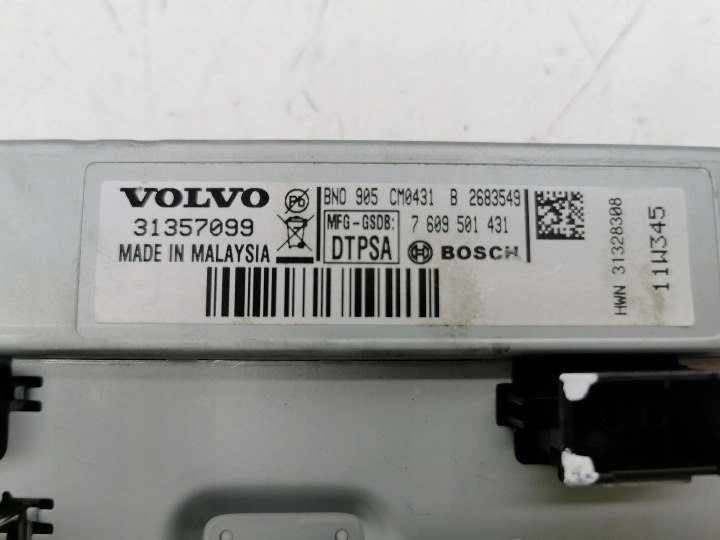 VOLVO
31357099
MADE IN MALAYSIA
Pb
BNO 905 CM0431 B 2683549
MFG-GSDB:
DTPSA
7 609 501 431
BOSCH
HWN 31328308
11W345